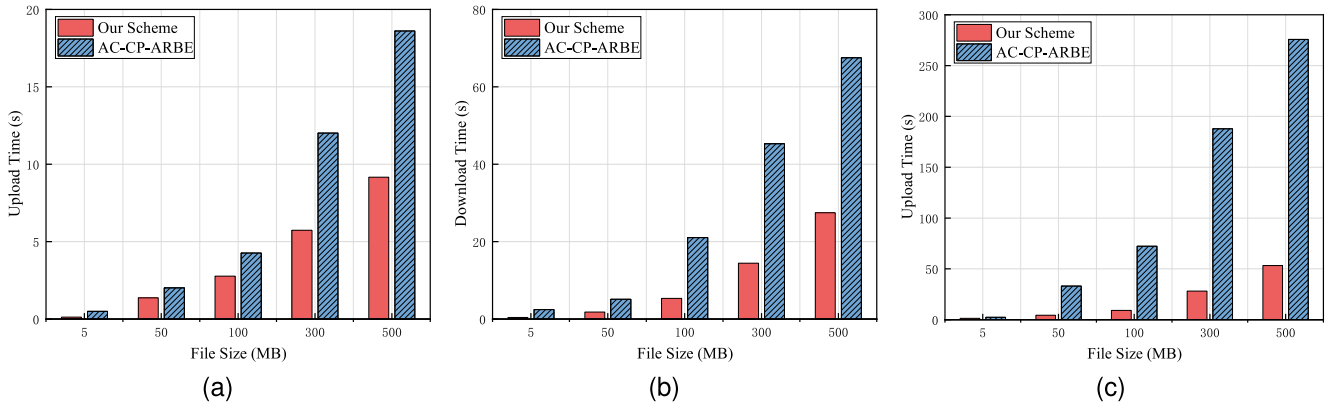 20
15
10
5
0
Upload Time (s)
Our Scheme
AC-CP-ARBE
5 50 100 300 500
File Size (MB)
(a)
80
60
40
20
0
Download Time (s)
Our Scheme
AC-CP-ARBE
5 50 100 300 500
File Size (MB)
(b)
300
250
200
150
100
50
0
Upload Time (s)
Our Scheme
AC-CP-ARBE
5 50 100 300 500
File Size (MB)
(c)